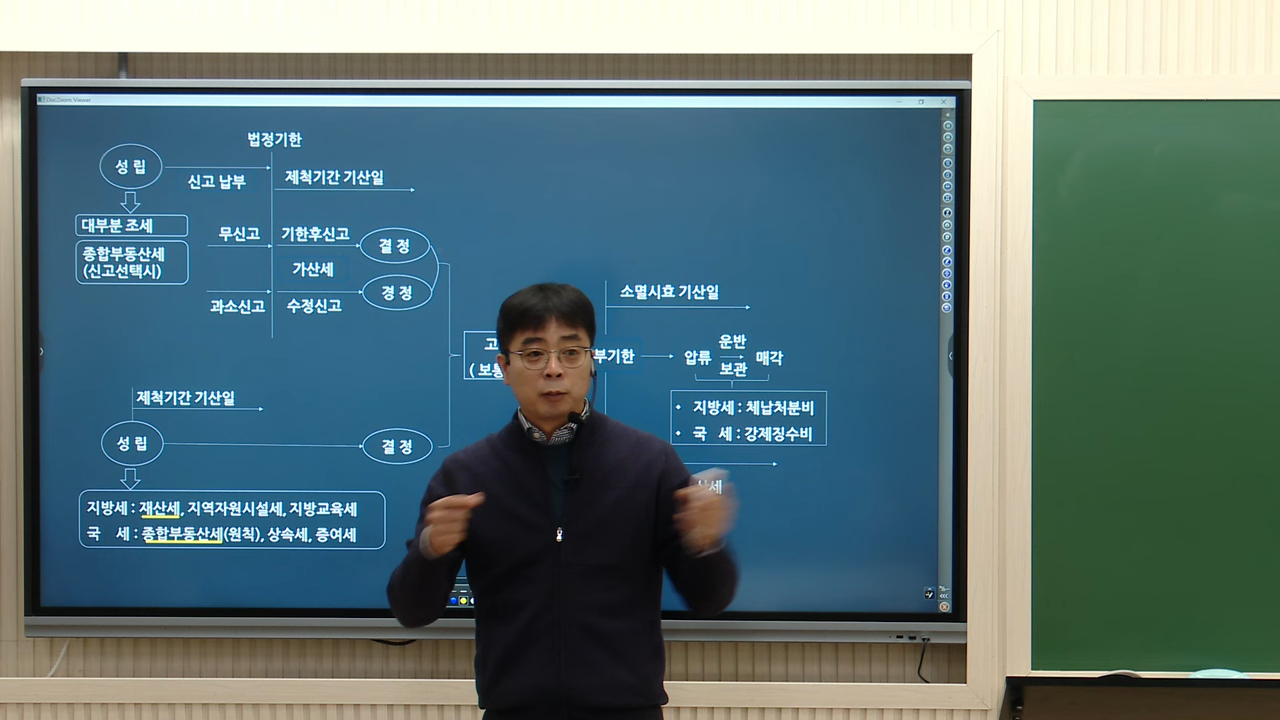 DocZoom Viewer
법정기한
성 립
신고 납부
제척기간 기산일
대부분 조세
종합부동산세
(신고선택시)
무신고
기한후신고
결 정
가산세
과소신고
수정신고
경 정
소멸시효 기산일
고
( 보통
부기한
압류
운반
보관
매각
• 지방세 : 체납처분비
• 국 세 : 강제징수비
제척기간 기산일
성 립
결 정
지방세 : 재산세, 지역자원시설세, 지방교육세
국 세 : 종합부동산세(원칙), 상속세, 증여세